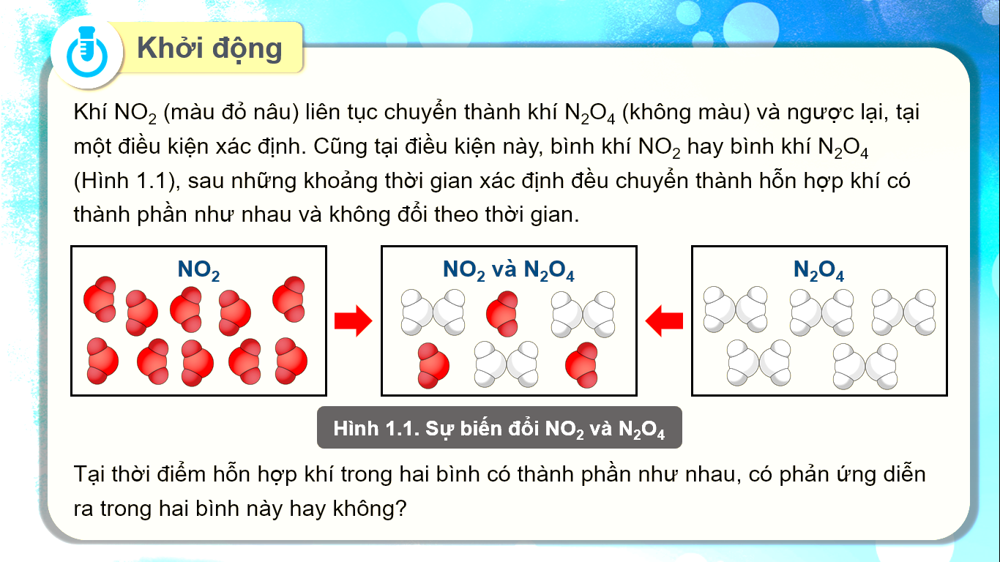 Khởi động
Khí NO₂ (màu đỏ nâu) liên tục chuyển thành khí N₂O₄ (không màu) và ngược lại, tại
một điều kiện xác định. Cũng tại điều kiện này, bình khí NO₂ hay bình khí N₂O₄
(Hình 1.1), sau những khoảng thời gian xác định đều chuyển thành hỗn hợp khí có
thành phần như nhau và không đổi theo thời gian.
NO₂
NO₂ và N₂O₄
N₂O₄
Hình 1.1. Sự biến đổi NO₂ và N₂O₄
Tại thời điểm hỗn hợp khí trong hai bình có thành phần như nhau, có phản ứng diễn
ra trong hai bình này hay không?